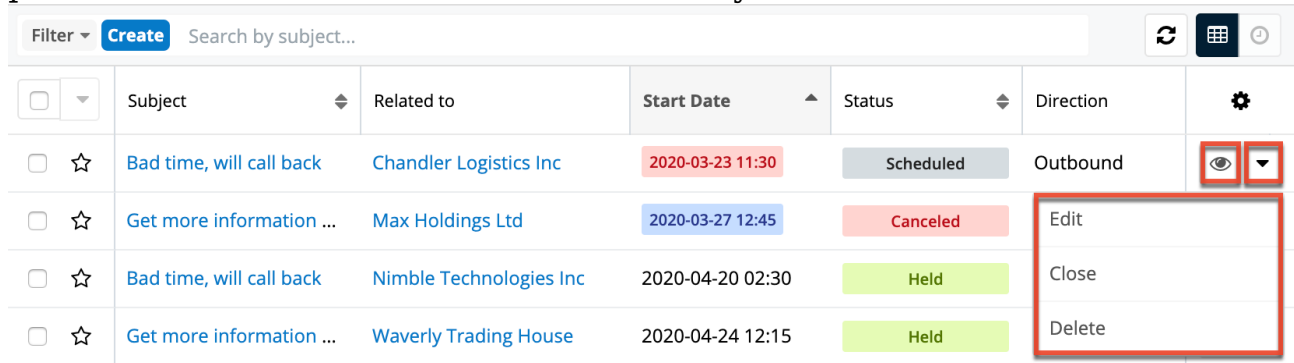 Filter Create Search by subject...
Subject Related to Start Date Status Direction
Bad time, will call back Chandler Logistics Inc 2020-03-23 11:30 Scheduled Outbound
Get more information ... Max Holdings Ltd 2020-03-27 12:45 Canceled Edit
Bad time, will call back Nimble Technologies Inc 2020-04-20 02:30 Held Close
Get more information ... Waverly Trading House 2020-04-24 12:15 Held Delete